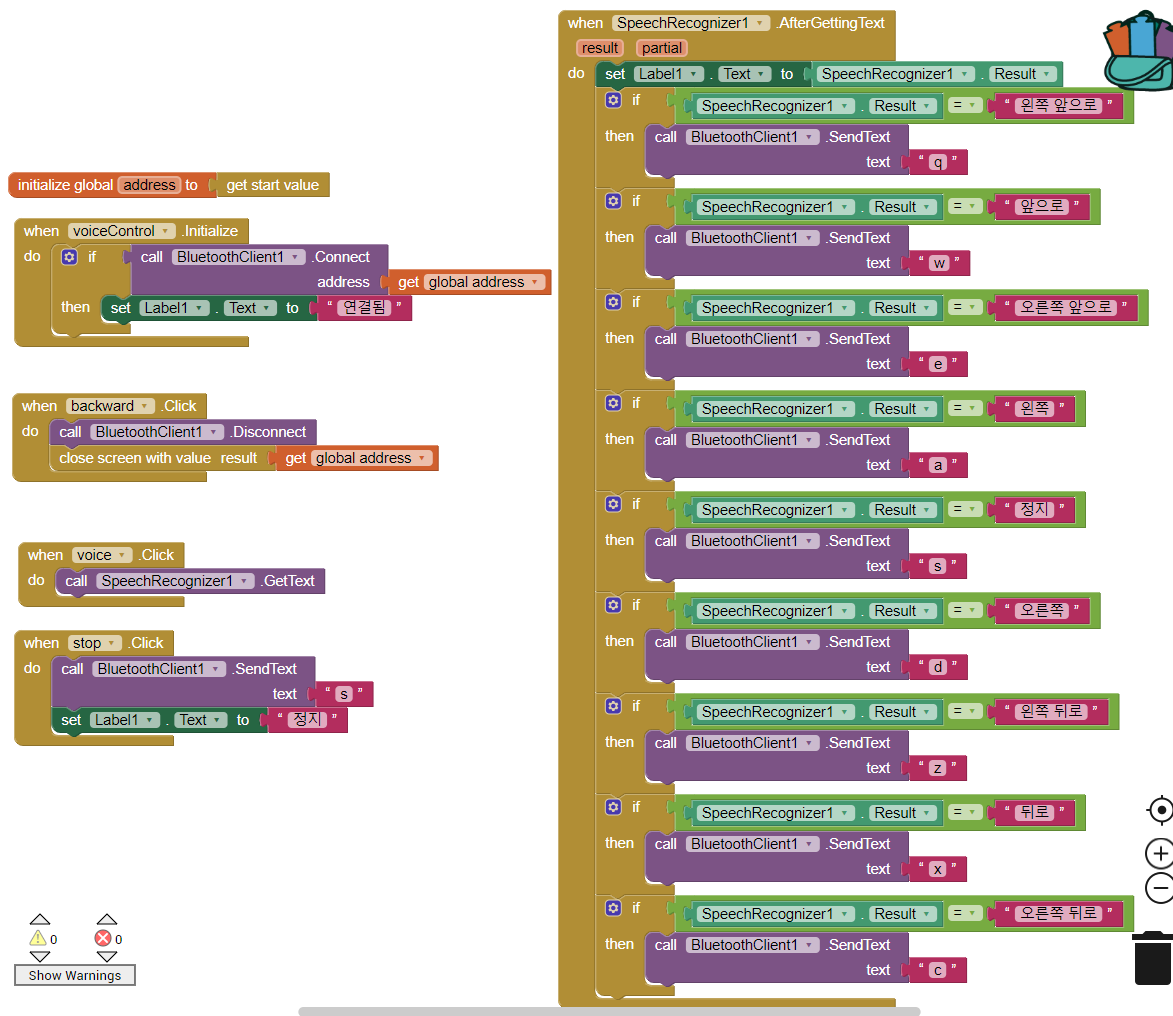 initialize global address to get start value
when voiceControl .Initialize
do if call BluetoothClient1 .Connect
address get global address
then set Label1 . Text to " 연결됨 "
when backward .Click
do call BluetoothClient1 .Disconnect
close screen with value result get global address
when voice .Click
do call SpeechRecognizer1 .GetText
when stop .Click
do call BluetoothClient1 .SendText
text " s "
set Label1 . Text to " 정지 "
0 0
Show Warnings
when SpeechRecognizer1 .AfterGettingText
result partial
do set Label1 . Text to SpeechRecognizer1 . Result
if SpeechRecognizer1 . Result = " 왼쪽 앞으로 "
then call BluetoothClient1 .SendText
text " q "
if SpeechRecognizer1 . Result = " 앞으로 "
then call BluetoothClient1 .SendText
text " w "
if SpeechRecognizer1 . Result = " 오른쪽 앞으로 "
then call BluetoothClient1 .SendText
text " e "
if SpeechRecognizer1 . Result = " 왼쪽 "
then call BluetoothClient1 .SendText
text " a "
if SpeechRecognizer1 . Result = " 정지 "
then call BluetoothClient1 .SendText
text " s "
if SpeechRecognizer1 . Result = " 오른쪽 "
then call BluetoothClient1 .SendText
text " d "
if SpeechRecognizer1 . Result = " 왼쪽 뒤로 "
then call BluetoothClient1 .SendText
text " z "
if SpeechRecognizer1 . Result = " 뒤로 "
then call BluetoothClient1 .SendText
text " x "
if SpeechRecognizer1 . Result = " 오른쪽 뒤로 "
then call BluetoothClient1 .SendText
text " c "